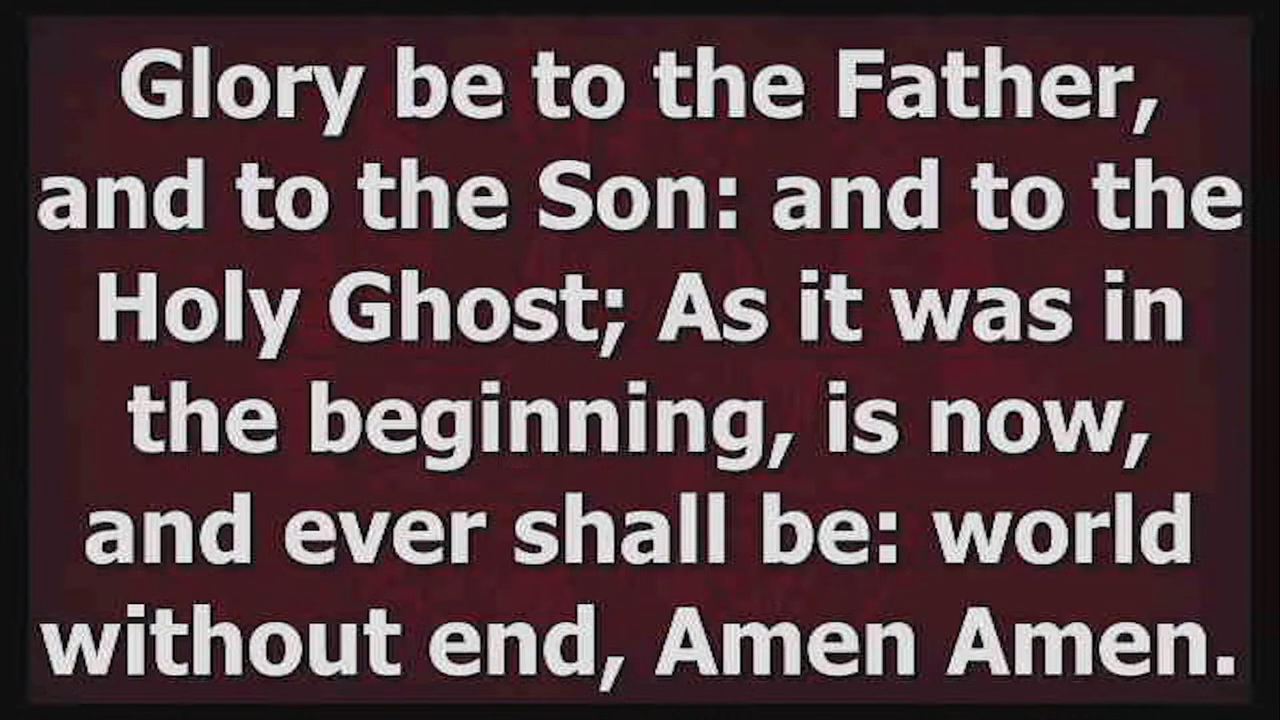 Glory be to the Father,
and to the Son: and to the
Holy Ghost; As it was in
the beginning, is now,
and ever shall be: world
without end, Amen Amen.